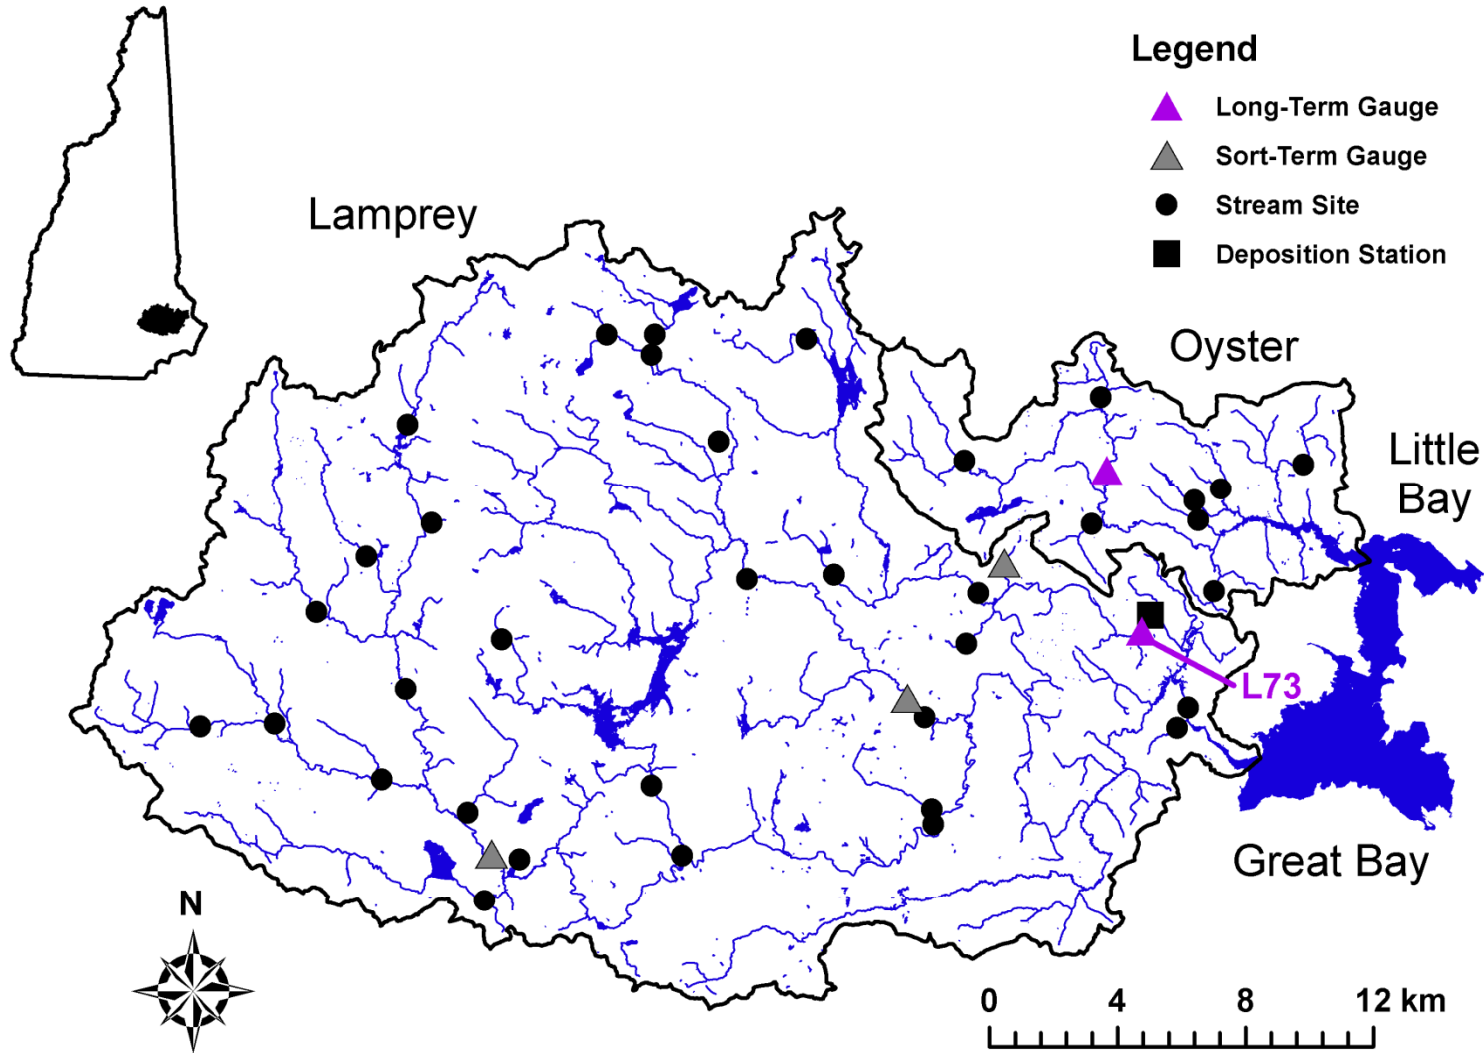 Legend
Long-Term Gauge
Sort-Term Gauge
Stream Site
Deposition Station
Lamprey
Oyster
Little
Bay
L73
Great Bay
N
0 4 8 12 km